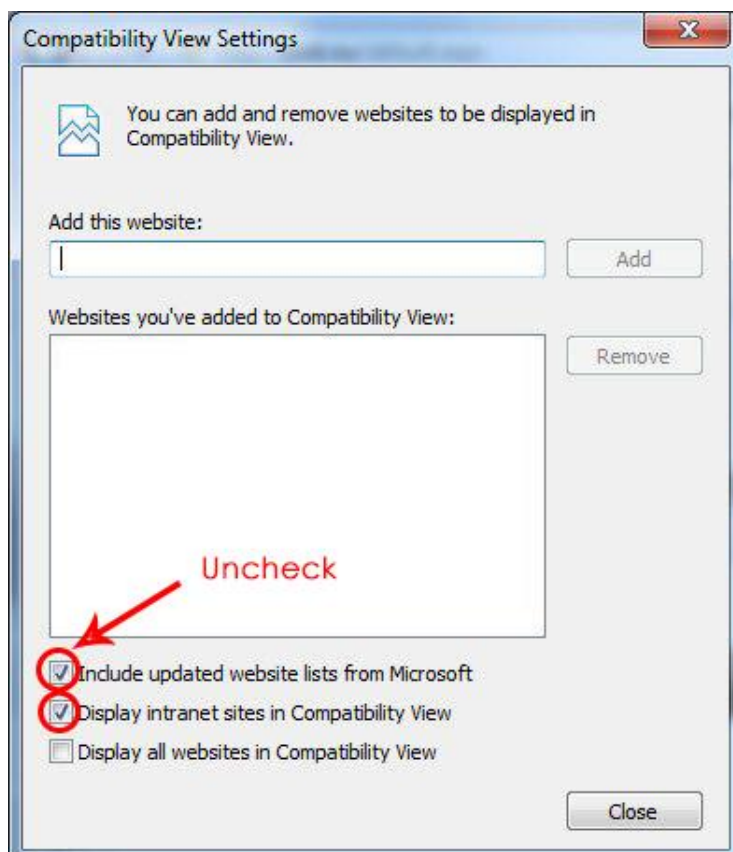 Compatibility View Settings
You can add and remove websites to be displayed in
Compatibility View.
Add this website:
Add
Websites you've added to Compatibility View:
Remove
Uncheck
Include updated website lists from Microsoft
Display intranet sites in Compatibility View
Display all websites in Compatibility View
Close